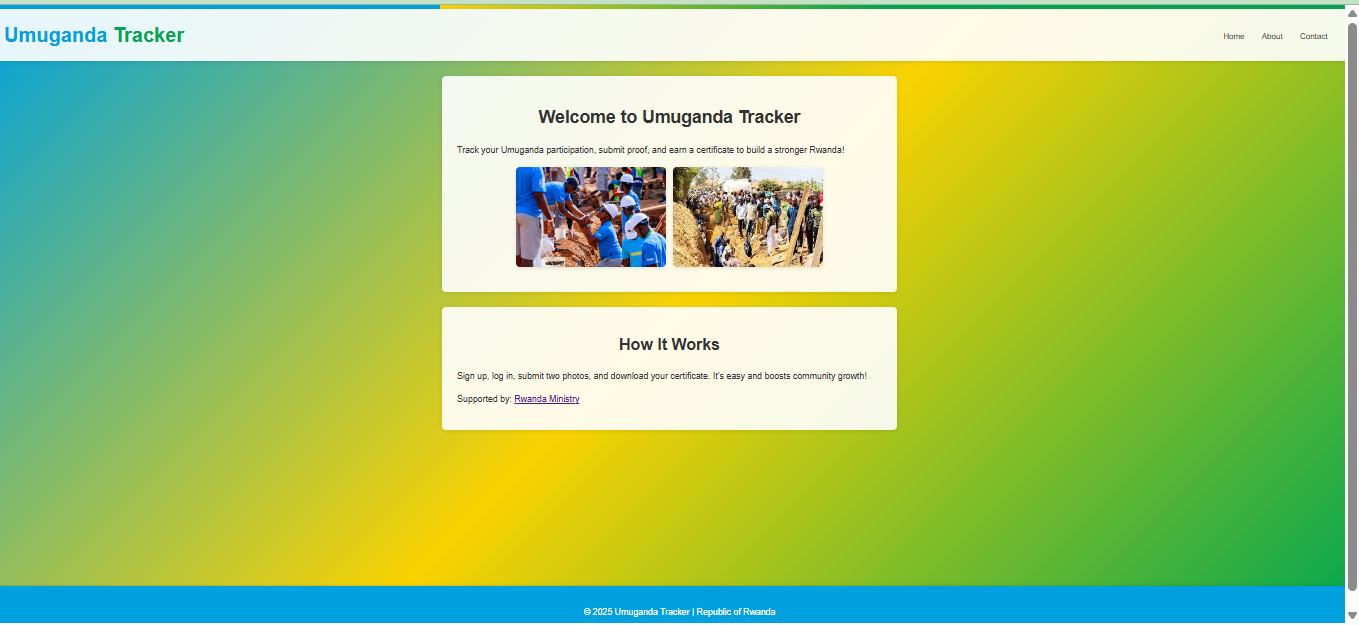 Umuganda Tracker
Home About Contact
Welcome to Umuganda Tracker
Track your Umuganda participation, submit proof, and earn a certificate to build a stronger Rwanda!
How It Works
Sign up, log in, submit two photos, and download your certificate. It's easy and boosts community growth!
Supported by: Rwanda Ministry
© 2025 Umuganda Tracker | Republic of Rwanda